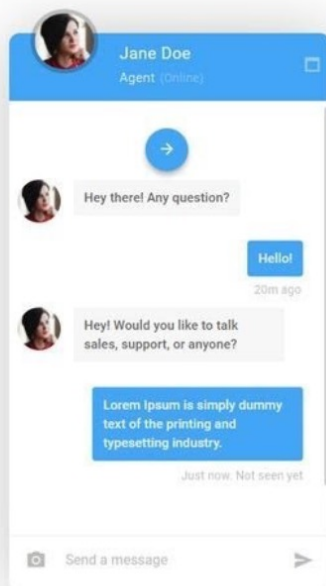 Jane Doe
Agent (Online)
Hey there! Any question?
Hello!
20m ago
Hey! Would you like to talk
sales, support, or anyone?
Lorem Ipsum is simply dummy
text of the printing and
typesetting industry.
Just now. Not seen yet
Send a message